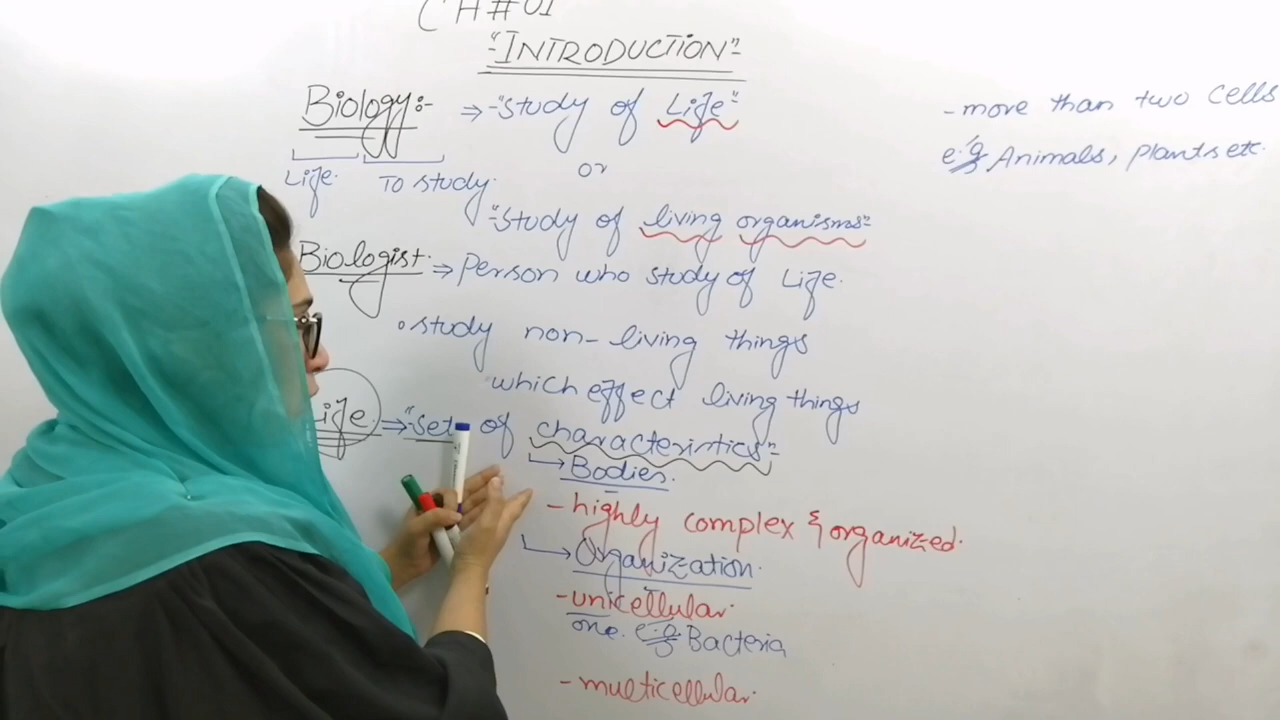 CH#01
"INTRODUCTION"
Biology:- ⇒ "study of Life"
Life. To study.
or
"study of living organisms"
Biologist. ⇒ Person who study of Life.
study non-living things
which effect living things
Life. ⇒ "set of characteristics"
→ Bodies.
- highly complex & organized.
→ Organization.
- unicellular.
one. e.g Bacteria
- multicellular.
- more than two cells
e.g Animals, plants etc.